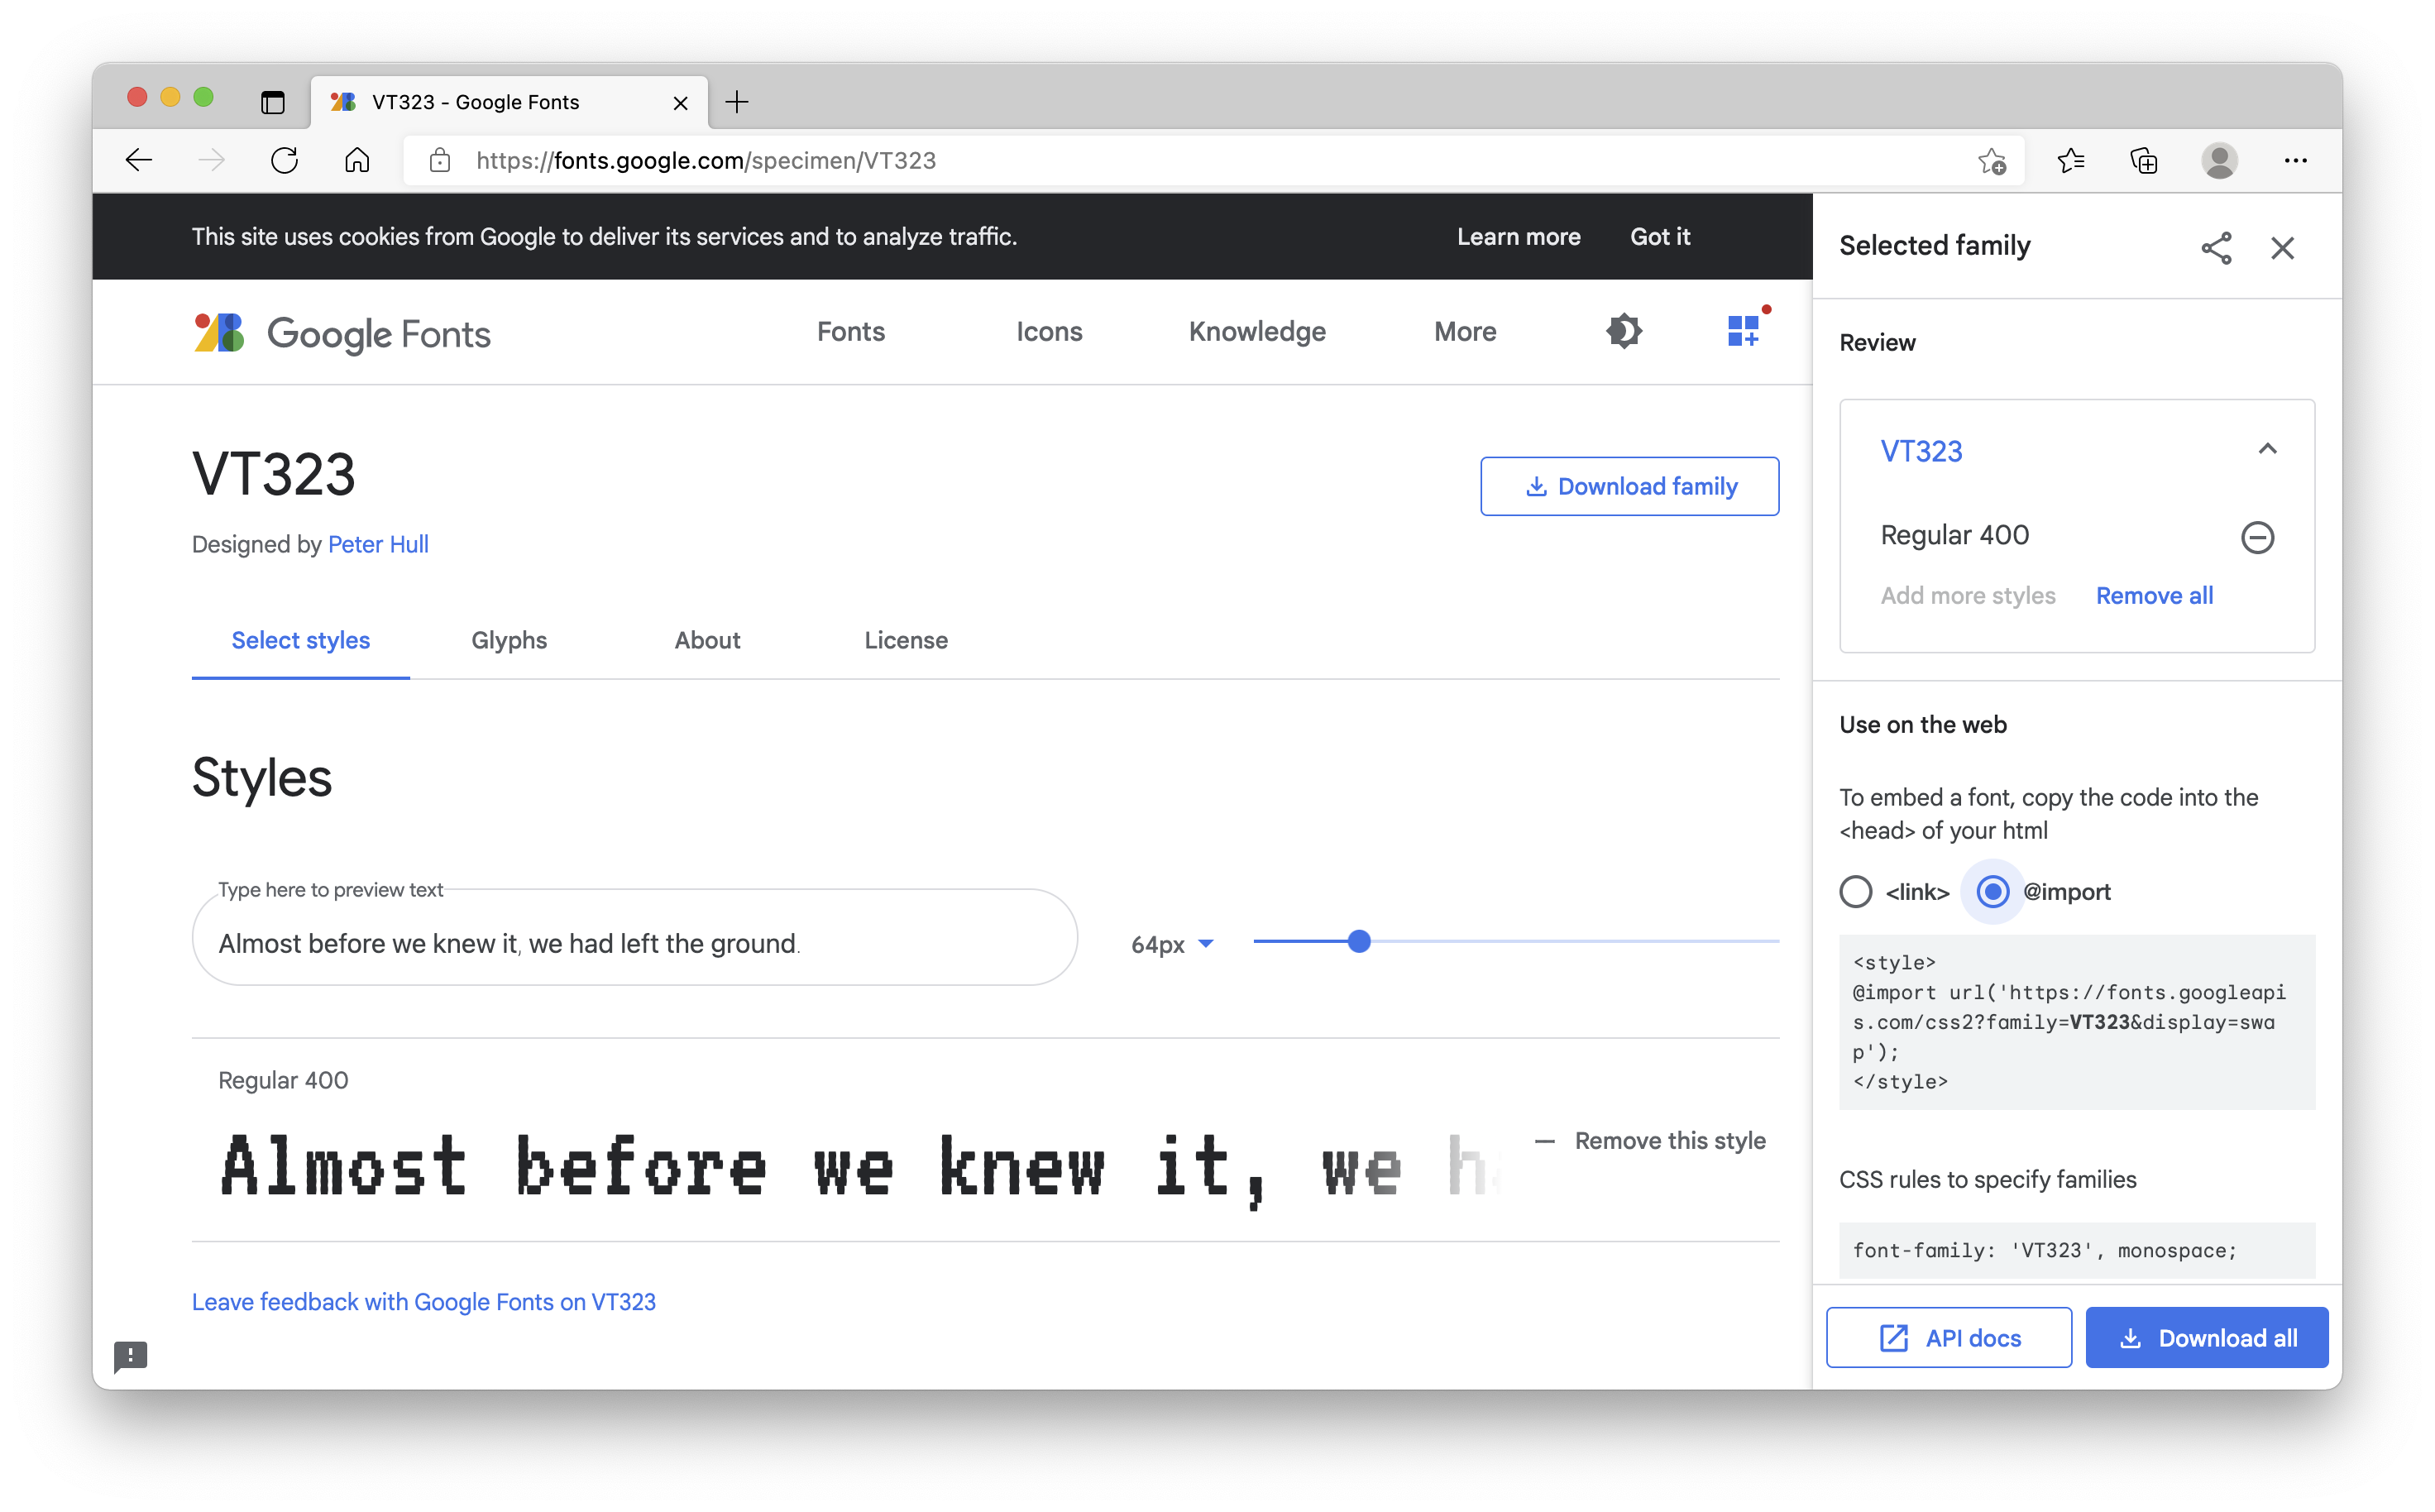 VT323 - Google Fonts
https://fonts.google.com/specimen/VT323
This site uses cookies from Google to deliver its services and to analyze traffic.
Learn more
Got it
Google Fonts
Fonts
Icons
Knowledge
More
VT323
Designed by Peter Hull
Download family
Select styles
Glyphs
About
License
Styles
Type here to preview text
Almost before we knew it, we had left the ground.
64px
Regular 400
Almost before we knew it, we h
Remove this style
Leave feedback with Google Fonts on VT323
Selected family
Review
VT323
Regular 400
Add more styles
Remove all
Use on the web
To embed a font, copy the code into the
<head> of your html
<link>
@import
<style>
@import url('https://fonts.googleapi
s.com/css2?family=VT323&display=swa
p');
</style>
CSS rules to specify families
font-family: 'VT323', monospace;
API docs
Download all